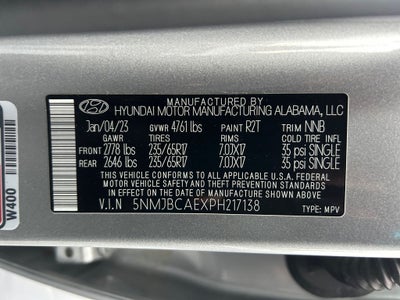 MANUFACTURED BY
HYUNDAI MOTOR MANUFACTURING ALABAMA, LLC
Jan/04/23 GVWR 4761 lbs PAINT R2T TRIM NNB
GAWR TIRES RIMS COLD TIRE INFL
FRONT 2778 lbs 235/65R17 7.0JX17 35 psi SINGLE
REAR 2646 lbs 235/65R17 7.0JX17 35 psi SINGLE
THIS VEHICLE CONFORMS TO ALL APPLICABLE U.S.A. FEDERAL
MOTOR VEHICLE SAFETY, BUMPER, AND THEFT PREVENTION STANDARDS
IN EFFECT ON THE DATE OF MANUFACTURE SHOWN ABOVE.
V.I.N 5NMJBCAEXPH217138 TYPE: MPV
W400